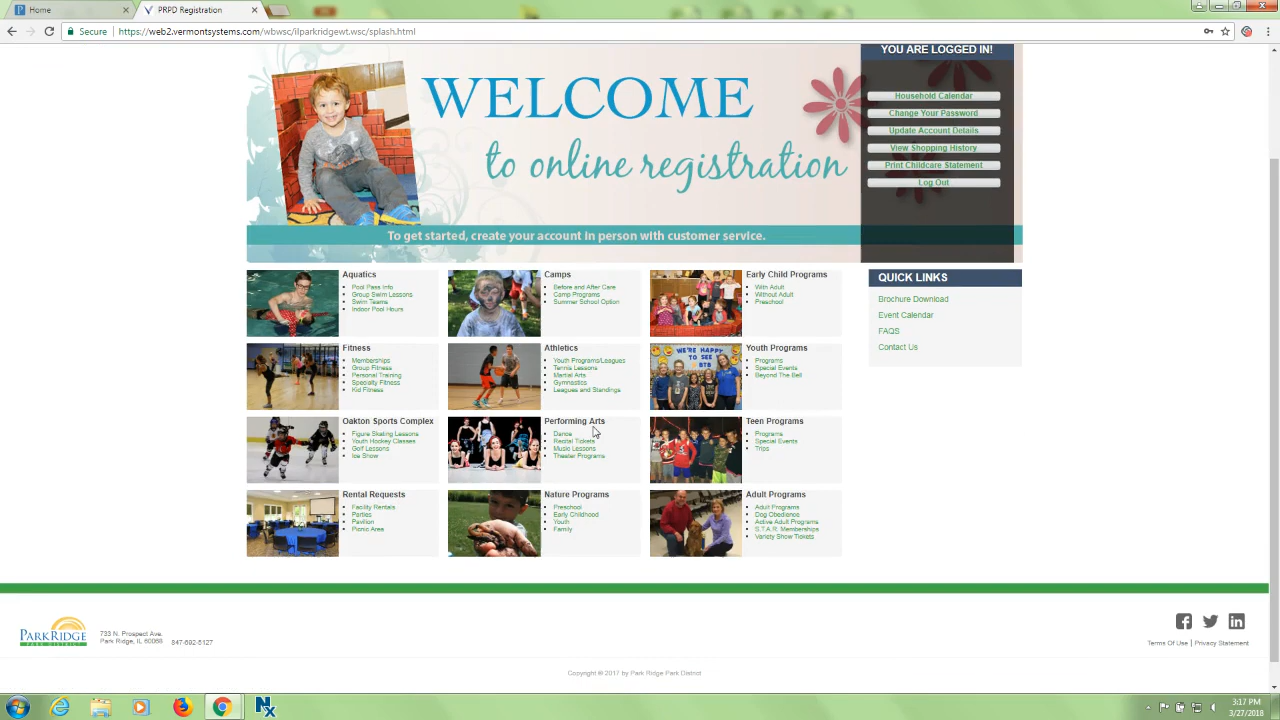 Home
PRPD Registration
Secure
https://web2.vermontsystems.com/wbwsc/ilparkridgewt.wsc/splash.html
WELCOME
to online registration
To get started, create your account in person with customer service.
YOU ARE LOGGED IN!
Household Calendar
Change Your Password
Update Account Details
View Shopping History
Print Childcare Statement
Log Out
Aquatics
Pool Pass Info
Group Swim Lessons
Swim Teams
Indoor Pool Hours
Camps
Before and After Care
Camp Programs
Summer School Option
Early Child Programs
With Adult
Without Adult
Preschool
QUICK LINKS
Brochure Download
Event Calendar
FAQS
Contact Us
Fitness
Memberships
Group Fitness
Personal Training
Specialty Fitness
Kid Fitness
Athletics
Youth Programs/Leagues
Tennis Lessons
Martial Arts
Gymnastics
Leagues and Standings
WE'RE HAPPY
TO SEE
Youth Programs
Programs
Special Events
Beyond The Bell
Oakton Sports Complex
Figure Skating Lessons
Youth Hockey Classes
Golf Lessons
Ice Show
Performing Arts
Dance
Recital Tickets
Music Lessons
Theater Programs
Teen Programs
Programs
Special Events
Trips
Rental Requests
Facility Rentals
Parties
Pavilion
Picnic Area
Nature Programs
Preschool
Early Childhood
Youth
Family
Adult Programs
Adult Programs
Dog Obedience
Active Adult Programs
S.T.A.R. Memberships
Variety Show Tickets
PARK RIDGE
PARK DISTRICT
733 N. Prospect Ave.
Park Ridge, IL 60068
847-692-5127
Terms Of Use | Privacy Statement
Copyright © 2017 by Park Ridge Park District
3:17 PM
3/27/2018